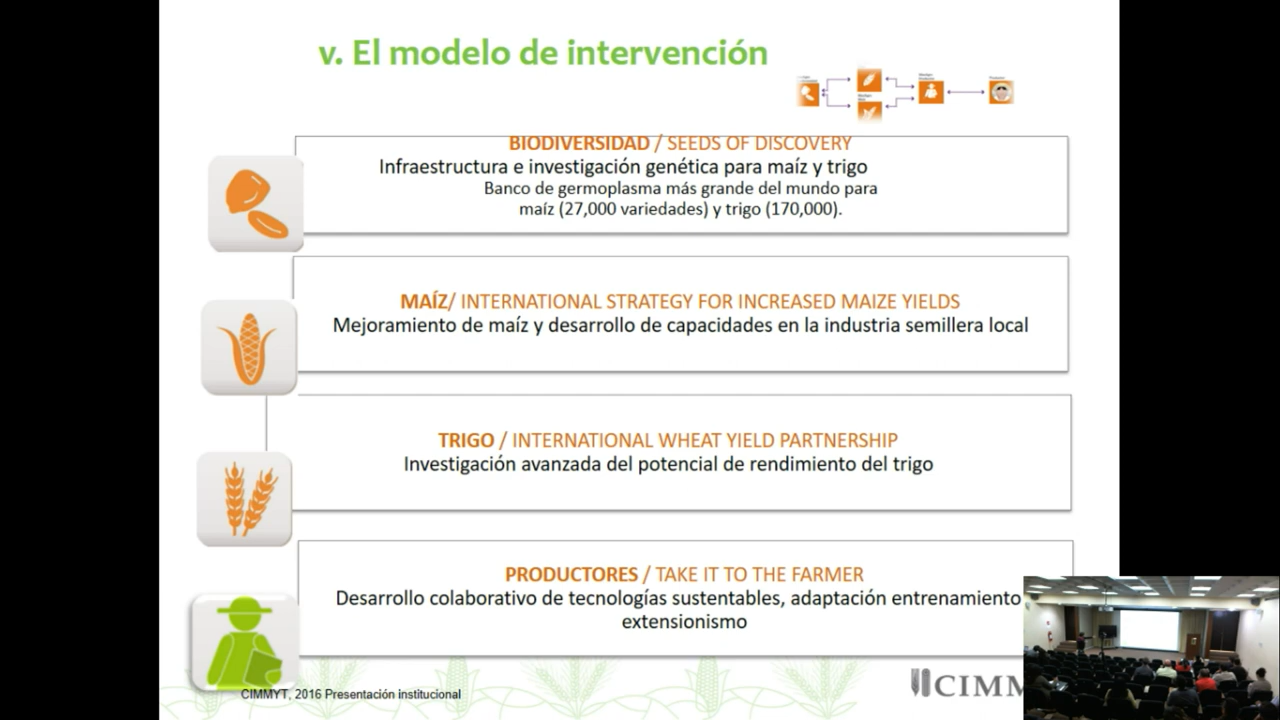 v. El modelo de intervención
BIODIVERSIDAD / SEEDS OF DISCOVERY
Infraestructura e investigación genética para maíz y trigo
Banco de germoplasma más grande del mundo para
maíz (27,000 variedades) y trigo (170,000).
MAÍZ/ INTERNATIONAL STRATEGY FOR INCREASED MAIZE YIELDS
Mejoramiento de maíz y desarrollo de capacidades en la industria semillera local
TRIGO / INTERNATIONAL WHEAT YIELD PARTNERSHIP
Investigación avanzada del potencial de rendimiento del trigo
PRODUCTORES / TAKE IT TO THE FARMER
Desarrollo colaborativo de tecnologías sustentables, adaptación entrenamiento
extensionismo
CIMMYT, 2016 Presentación institucional
CIMM